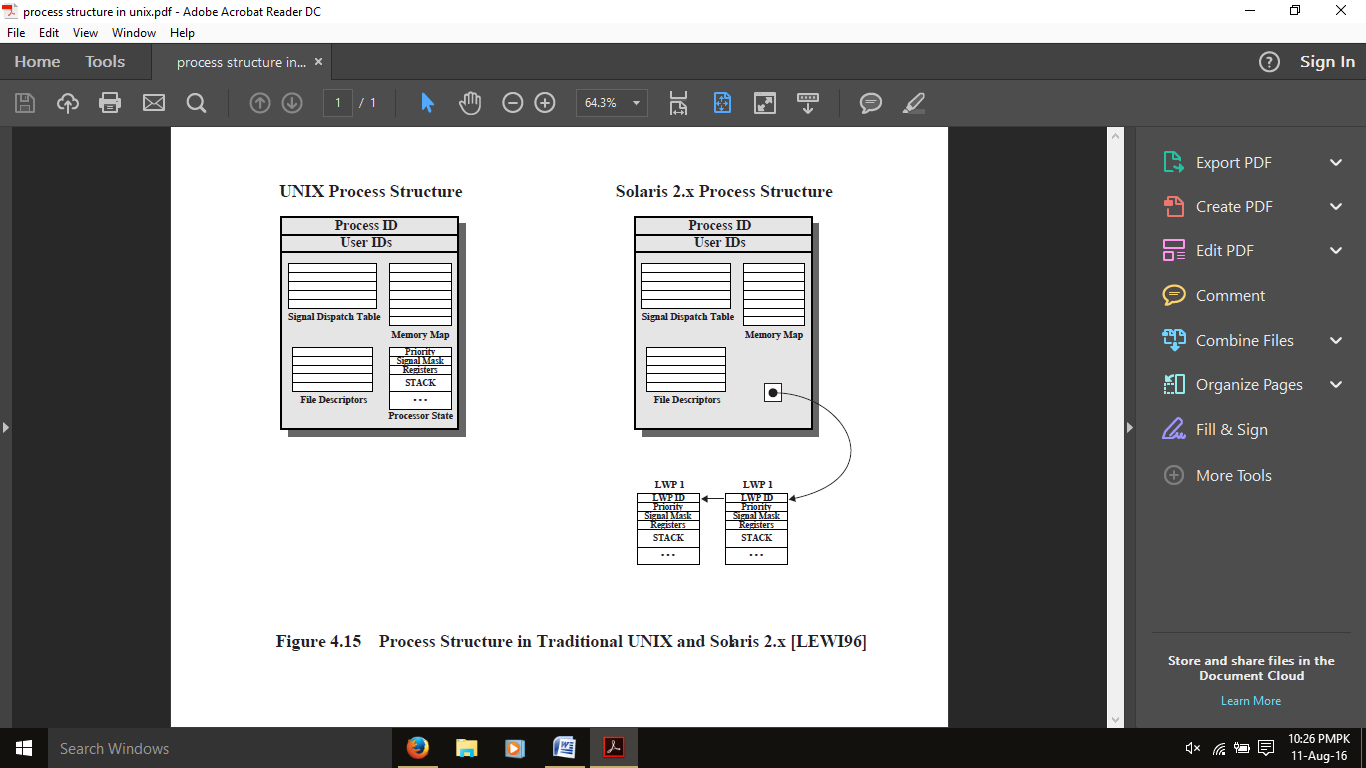 process structure in unix.pdf - Adobe Acrobat Reader DC
File Edit View Window Help
Home Tools process structure in... × Sign In
1 / 1 64.3%
UNIX Process Structure
Process ID
User IDs
Signal Dispatch Table
Memory Map
Priority
Signal Mask
Registers
STACK
...
File Descriptors
Processor State
Solaris 2.x Process Structure
Process ID
User IDs
Signal Dispatch Table
Memory Map
File Descriptors
LWP 1
LWP ID
Priority
Signal Mask
Registers
STACK
...
LWP 1
LWP ID
Priority
Signal Mask
Registers
STACK
...
Figure 4.15 Process Structure in Traditional UNIX and Solaris 2.x [LEWI96]
Export PDF
Create PDF
Edit PDF
Comment
Combine Files
Organize Pages
Fill & Sign
More Tools
Store and share files in the
Document Cloud
Learn More
Search Windows
10:26 PMPK
11-Aug-16